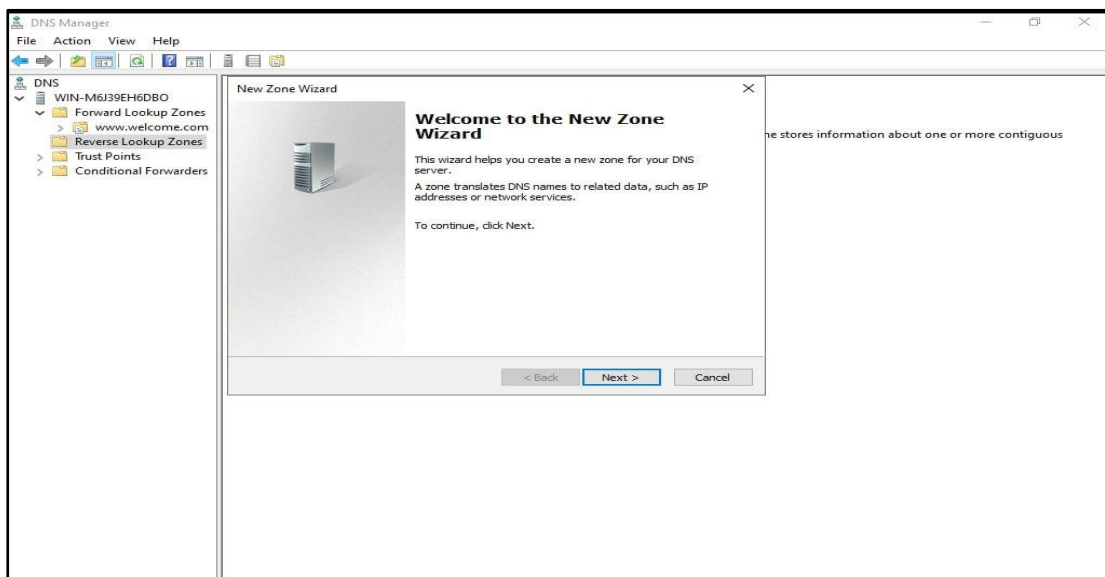 DNS Manager
File Action View Help
DNS
WIN-M6J39EH6DBO
Forward Lookup Zones
www.welcome.com
Reverse Lookup Zones
Trust Points
Conditional Forwarders
New Zone Wizard
Welcome to the New Zone
Wizard
This wizard helps you create a new zone for your DNS
server.
A zone translates DNS names to related data, such as IP
addresses or network services.
To continue, click Next.
< Back Next > Cancel
ne stores information about one or more contiguous